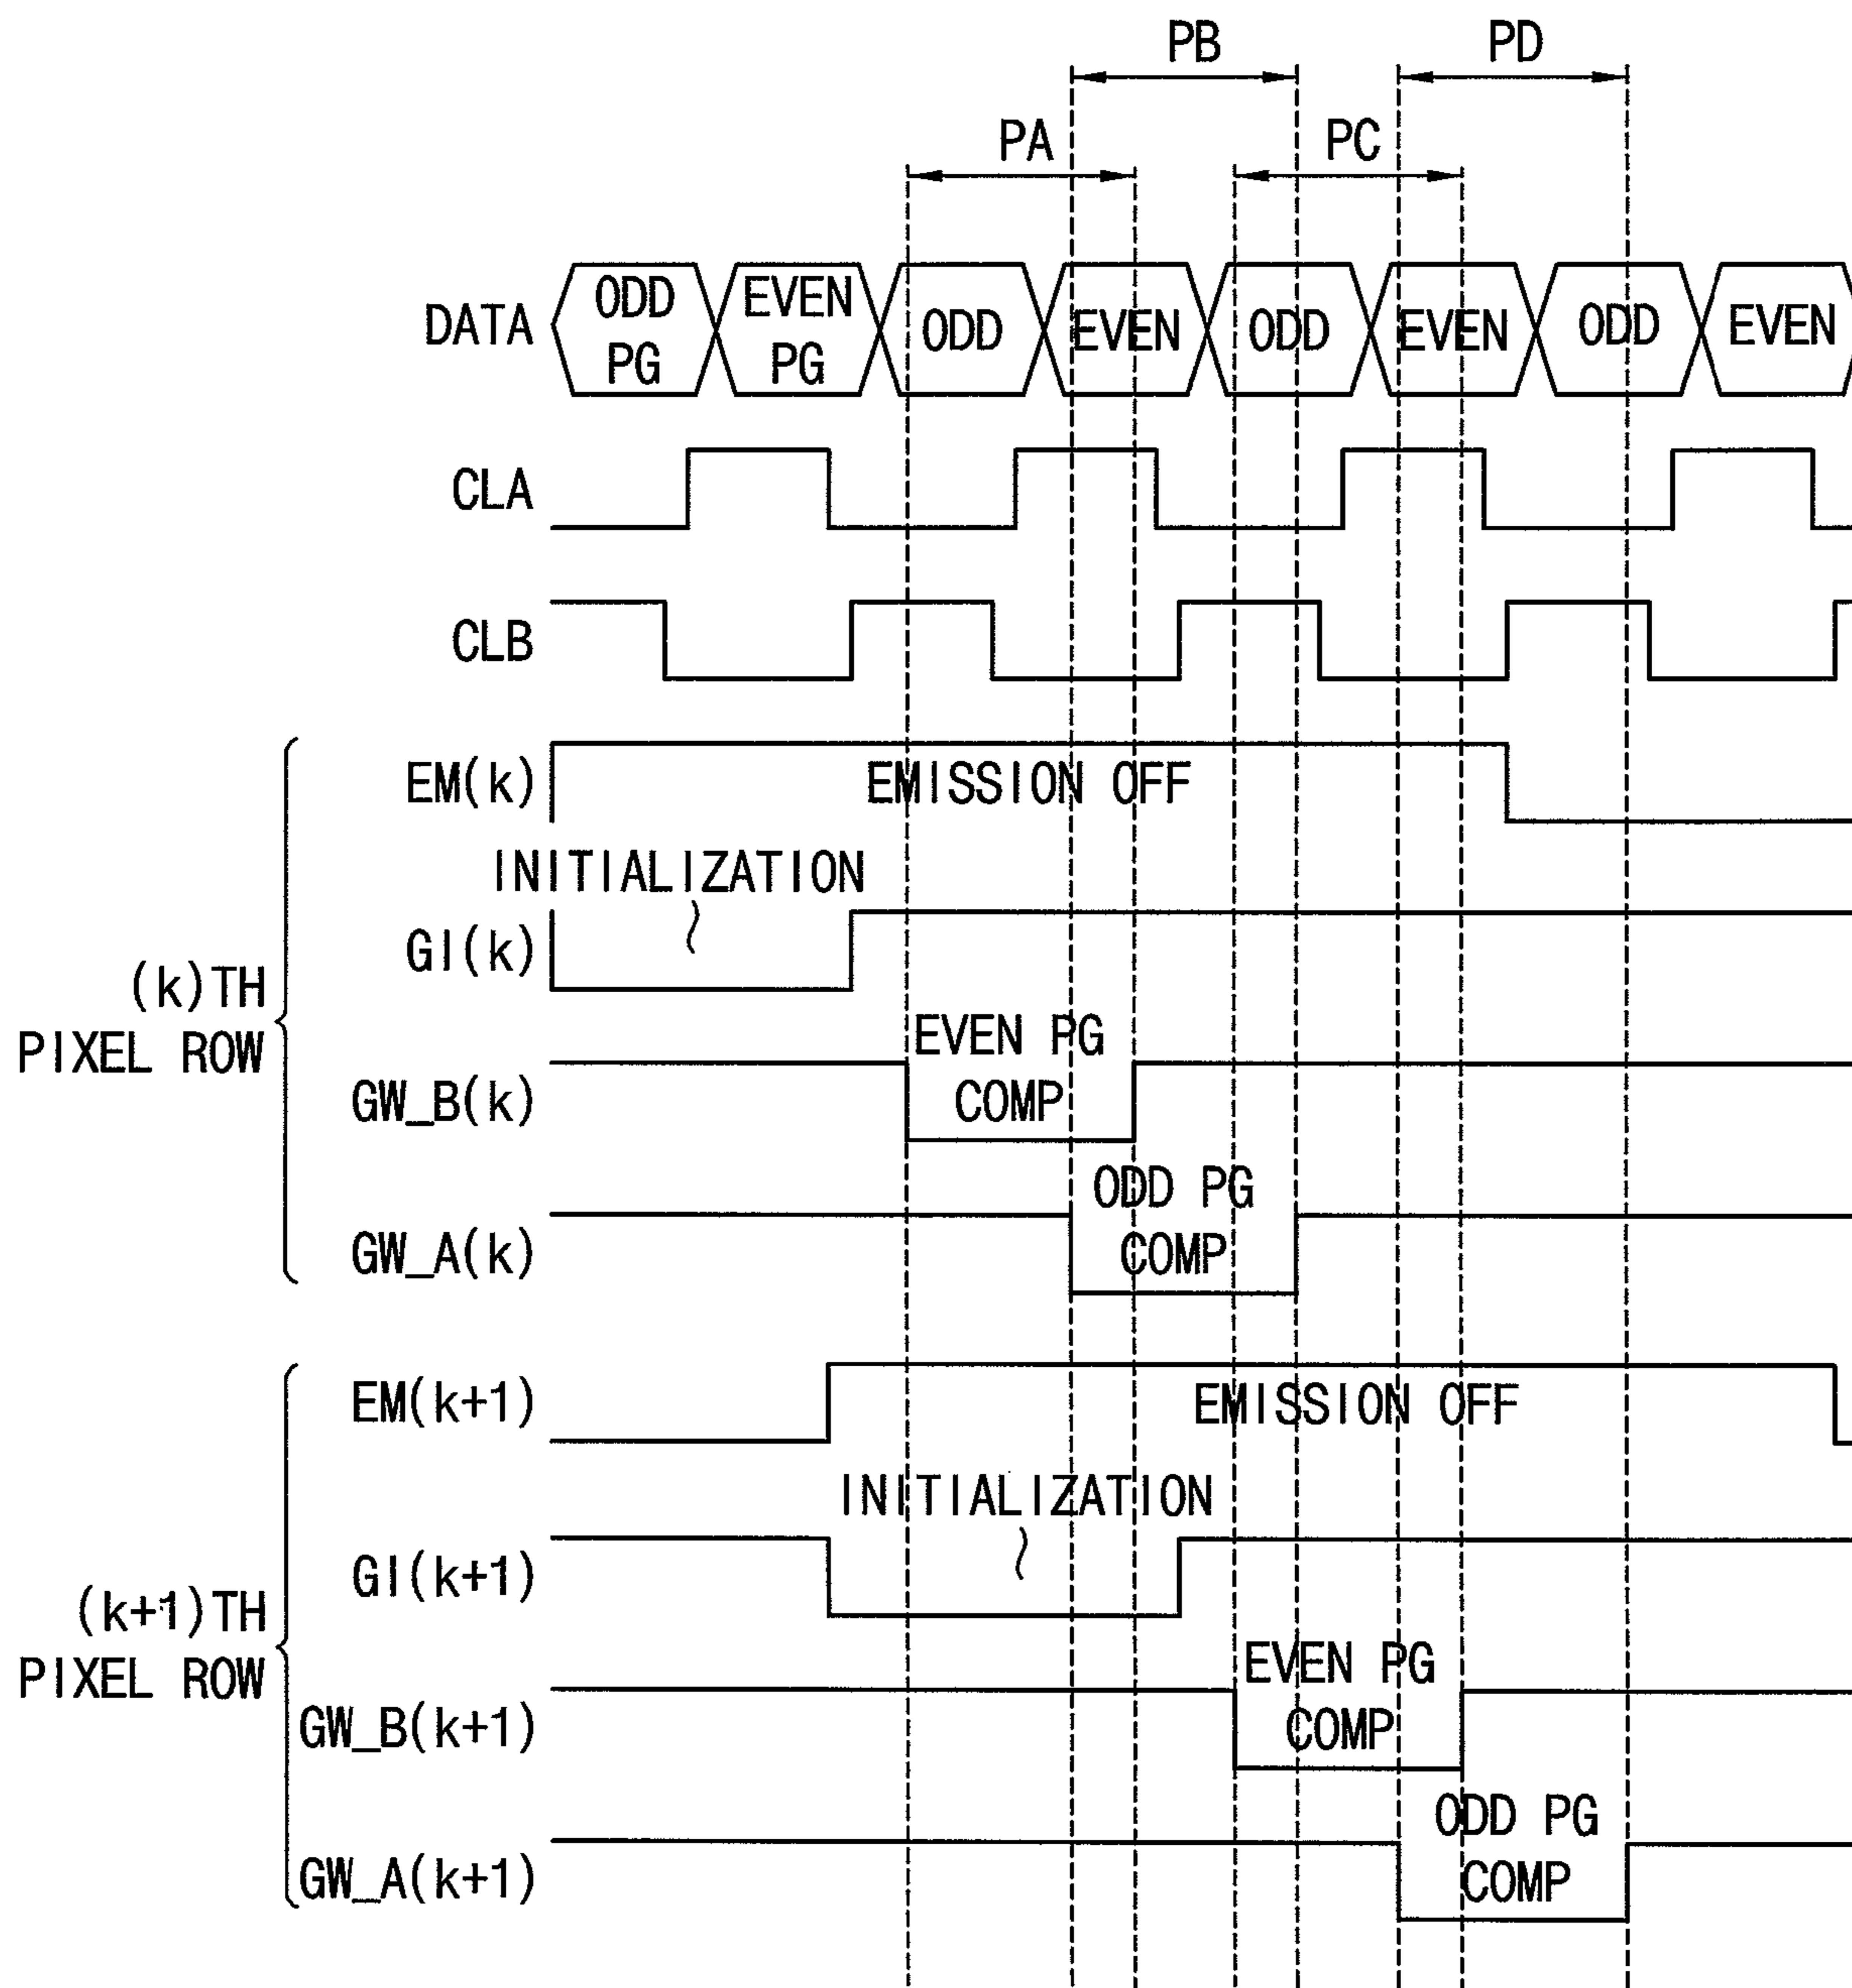 PB
PD
PA
PC
DATA
ODD PG
EVEN PG
ODD
EVEN
ODD
EVEN
ODD
EVEN
CLA
CLB
(k)TH PIXEL ROW
EM(k)
EMISSION OFF
INITIALIZATION
GI(k)
EVEN PG
COMP
GW_B(k)
ODD PG
COMP
GW_A(k)
(k+1)TH PIXEL ROW
EM(k+1)
EMISSION OFF
INITIALIZATION
GI(k+1)
EVEN PG
COMP
GW_B(k+1)
ODD PG
COMP
GW_A(k+1)